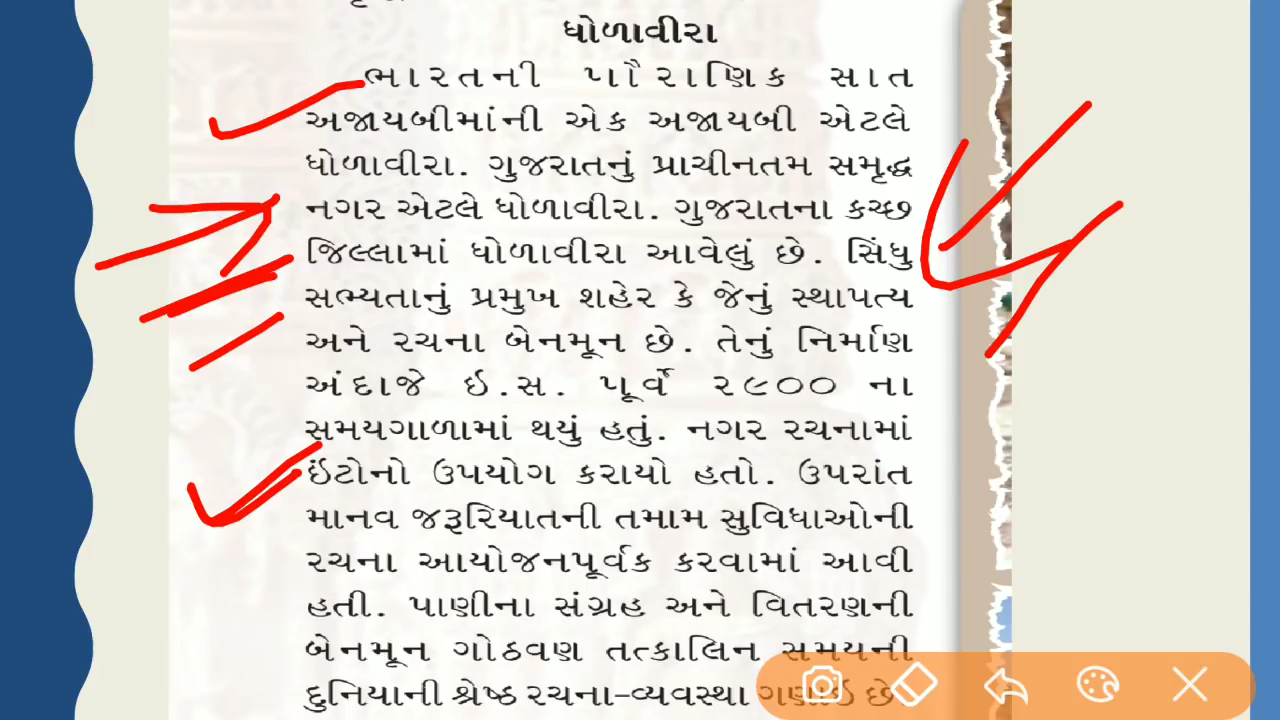 ધોળાવીરા
ભારતની પૌરાણિક સાત
અજાયબીમાંની એક અજાયબી એટલે
ધોળાવીરા. ગુજરાતનું પ્રાચીનતમ સમૃદ્ધ
નગર એટલે ધોળાવીરા. ગુજરાતના કચ્છ
જિલ્લામાં ધોળાવીરા આવેલું છે. સિંધુ
સભ્યતાનું પ્રમુખ શહેર કે જેનું સ્થાપત્ય
અને રચના બેનમૂન છે. તેનું નિર્માણ
અંદાજે ઇ.સ. પૂર્વે ૨૯૦૦ ના
સમયગાળામાં થયું હતું. નગર રચનામાં
ઈંટોનો ઉપયોગ કરાયો હતો. ઉપરાંત
માનવ જરૂરિયાતની તમામ સુવિધાઓની
રચના આયોજનપૂર્વક કરવામાં આવી
હતી. પાણીના સંગ્રહ અને વિતરણની
બેનમૂન ગોઠવણ તત્કાલિન સમયની
દુનિયાની શ્રેષ્ઠ રચના-વ્યવસ્થા ગણાઈ છે.